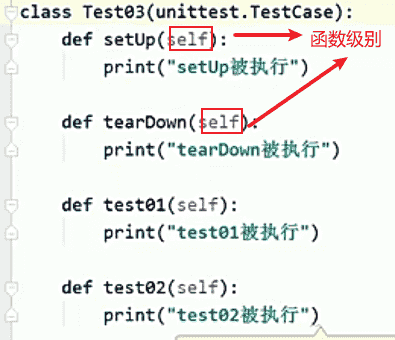 class Test03(unittest.TestCase):
def setUp(self):
函数级别
print("setUp被执行")
def tearDown(self):
print("tearDown被执行")
def test01(self):
print("test01被执行")
def test02(self):
print("test02被执行")